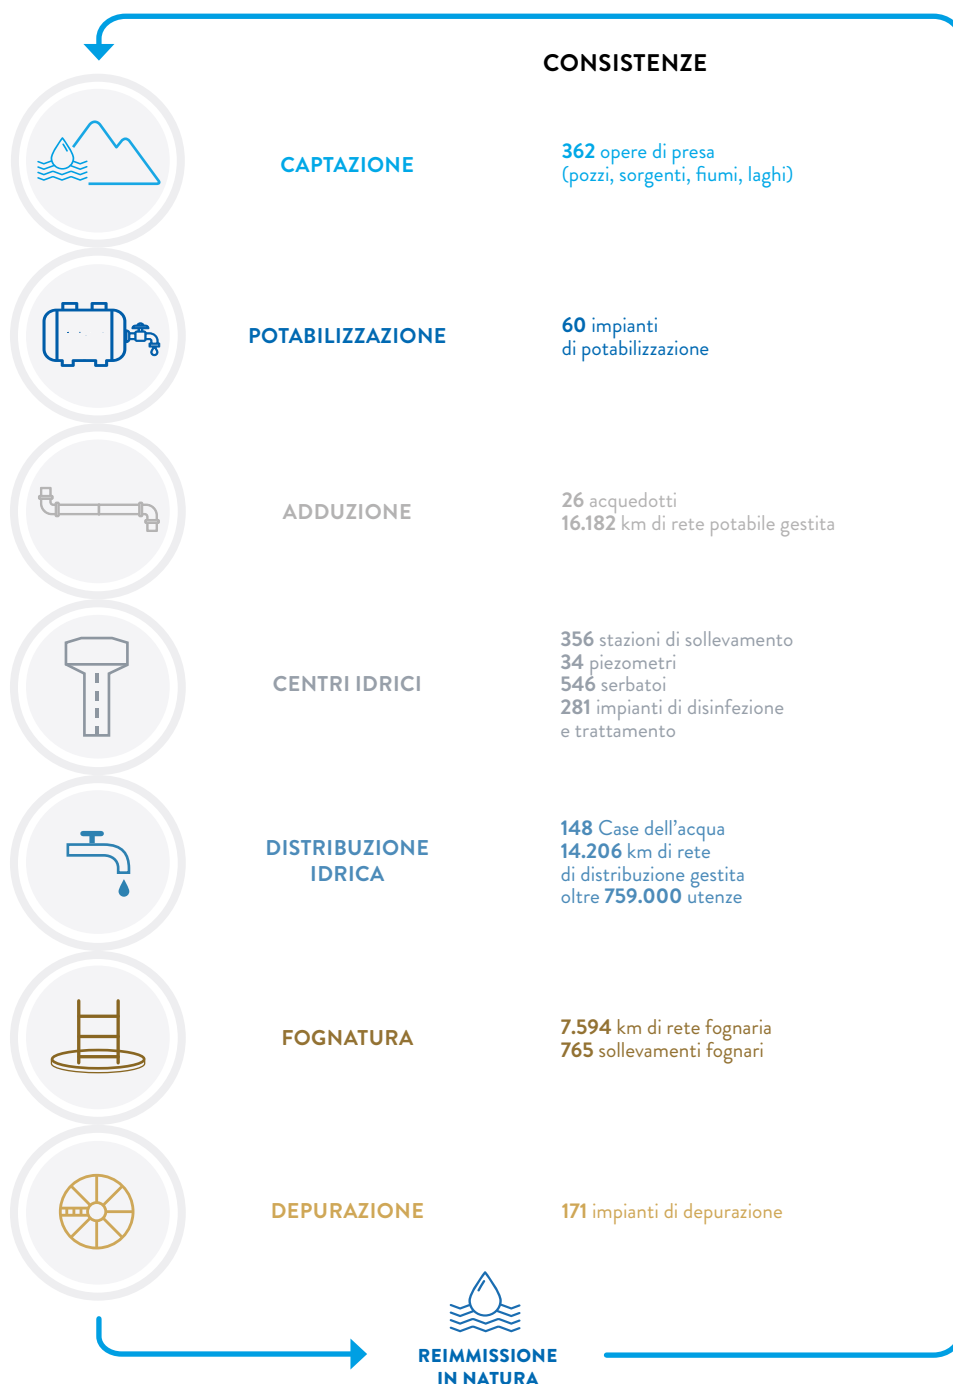 CONSISTENZE
CAPTAZIONE
362 opere di presa
(pozzi, sorgenti, fiumi, laghi)
POTABILIZZAZIONE
60 impianti
di potabilizzazione
ADDUZIONE
26 acquedotti
16.182 km di rete potabile gestita
CENTRI IDRICI
356 stazioni di sollevamento
34 piezometri
546 serbatoi
281 impianti di disinfezione
e trattamento
DISTRIBUZIONE
IDRICA
148 Case dell’acqua
14.206 km di rete
di distribuzione gestita
oltre 759.000 utenze
FOGNATURA
7.594 km di rete fognaria
765 sollevamenti fognari
DEPURAZIONE
171 impianti di depurazione
REIMMISSIONE
IN NATURA